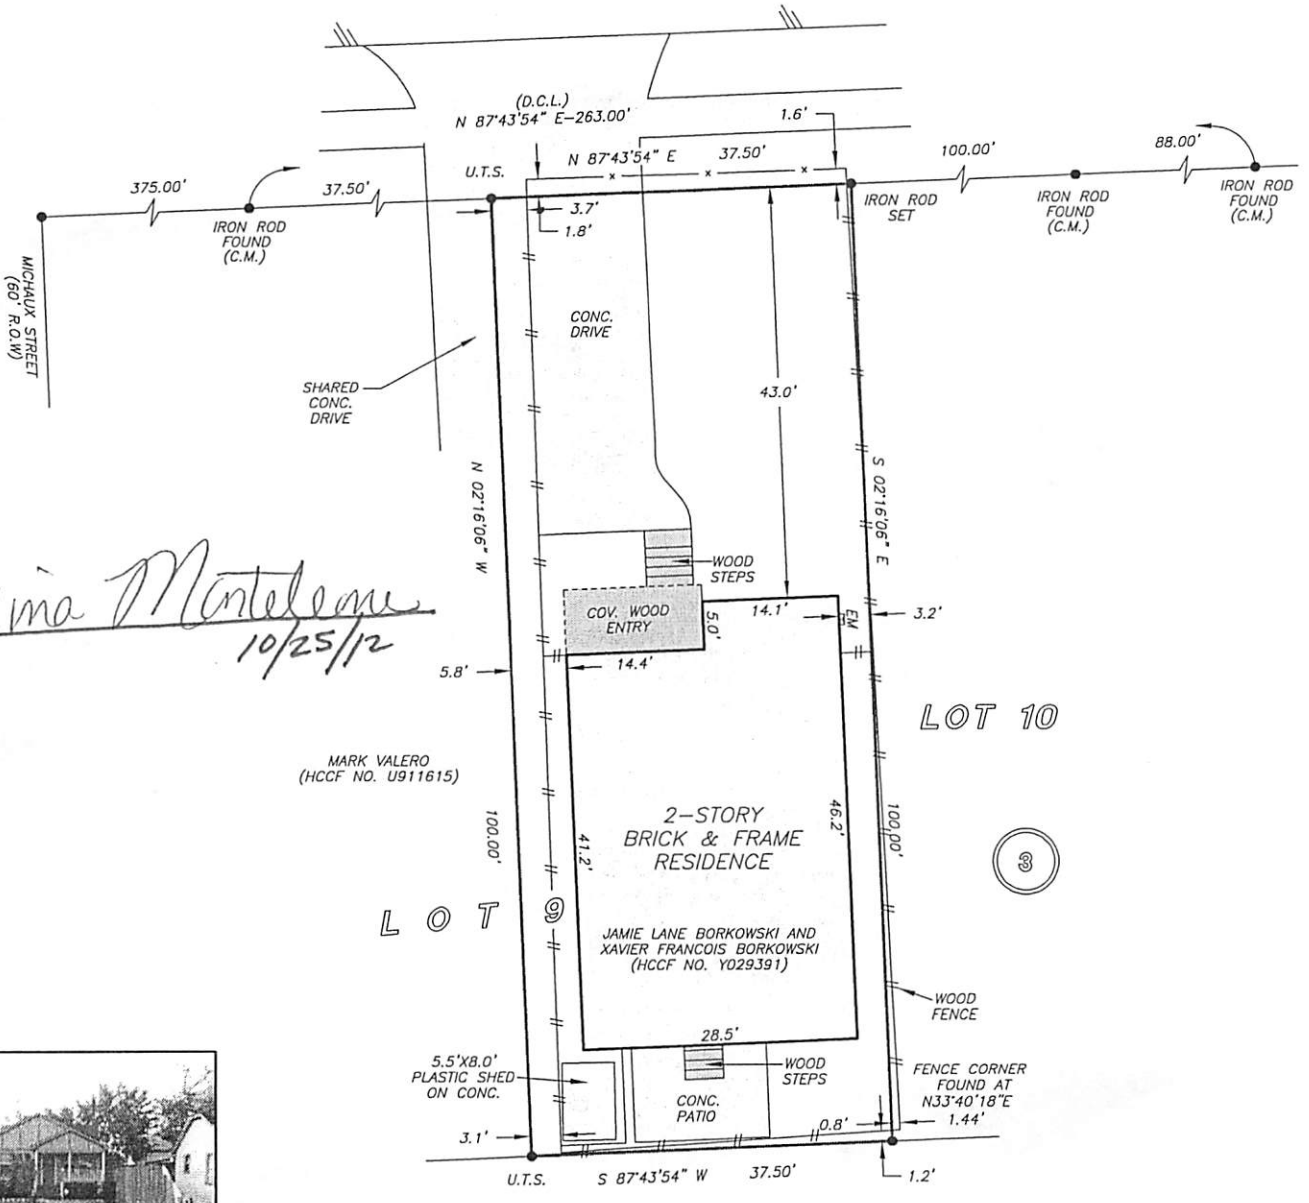 (D.C.L.)
N 87°43'54" E-263.00'
N 87°43'54" E
37.50'
1.6'
100.00'
88.00'
375.00'
37.50'
U.T.S.
IRON ROD
FOUND
(C.M.)
3.7'
1.8'
IRON ROD
SET
IRON ROD
FOUND
(C.M.)
IRON ROD
FOUND
(C.M.)
MICHAUX STREET
(60' R.O.W)
CONC.
DRIVE
SHARED
CONC.
DRIVE
43.0'
N 02°16'06" W
S 02°16'06" E
WOOD
STEPS
COV. WOOD
ENTRY
5.0'
14.1'
EM
3.2'
Monteleone
10/25/12
5.8'
14.4'
LOT 10
MARK VALERO
(HCCF NO. U911615)
100.00'
41.2'
2-STORY
BRICK & FRAME
RESIDENCE
46.2'
100.00'
3
LOT 9
JAMIE LANE BORKOWSKI AND
XAVIER FRANCOIS BORKOWSKI
(HCCF NO. Y029391)
WOOD
FENCE
28.5'
5.5'X8.0'
PLASTIC SHED
ON CONC.
WOOD
STEPS
CONC.
PATIO
FENCE CORNER
FOUND AT
N33°40'18"E
1.44'
0.8'
3.1'
1.2'
U.T.S.
S 87°43'54" W
37.50'